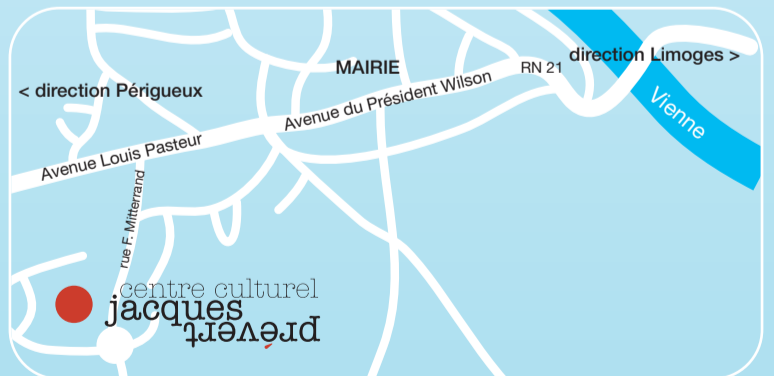 direction Limoges >
MAIRIE
RN 21
< direction Périgueux
Avenue du Président Wilson
Vienne
Avenue Louis Pasteur
rue F. Mitterrand
centre culturel
jacques
prévert